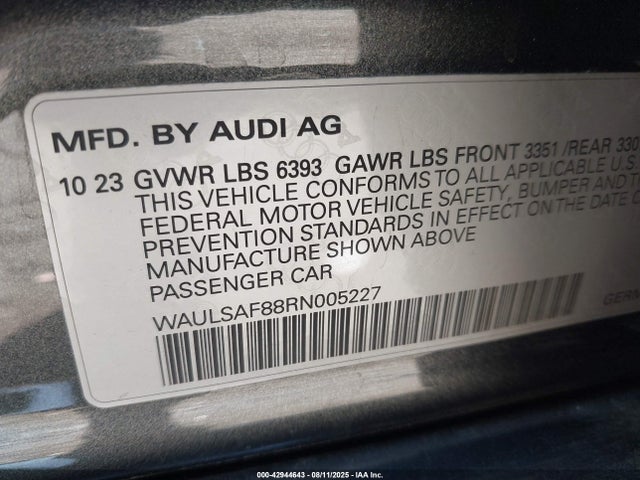 MFD. BY AUDI AG
10 23 GVWR LBS 6393 GAWR LBS FRONT 3351 /REAR 330
THIS VEHICLE CONFORMS TO ALL APPLICABLE U.S.
FEDERAL MOTOR VEHICLE SAFETY, BUMPER AND T
PREVENTION STANDARDS IN EFFECT ON THE DATE O
MANUFACTURE SHOWN ABOVE
PASSENGER CAR
WAULSAF88RN005227
GERM
000-42944643 - 08/11/2025 - IAA Inc.